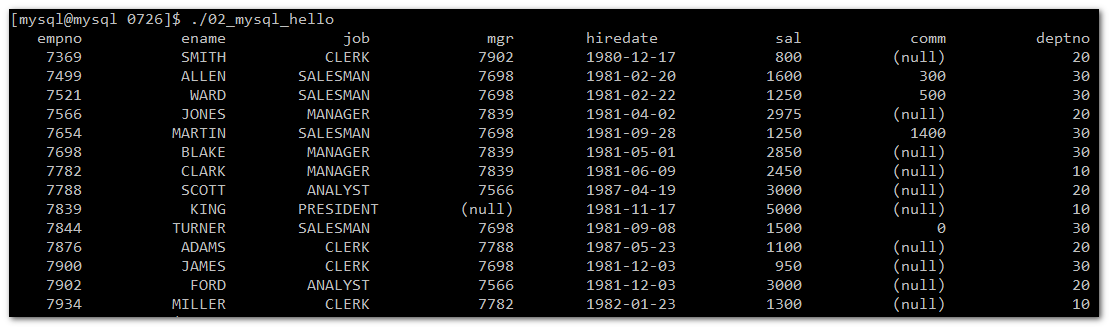 [mysql@mysql 0726]$ ./02_mysql_hello
empno ename job mgr hiredate sal comm deptno
7369 SMITH CLERK 7902 1980-12-17 800 (null) 20
7499 ALLEN SALESMAN 7698 1981-02-20 1600 300 30
7521 WARD SALESMAN 7698 1981-02-22 1250 500 30
7566 JONES MANAGER 7839 1981-04-02 2975 (null) 20
7654 MARTIN SALESMAN 7698 1981-09-28 1250 1400 30
7698 BLAKE MANAGER 7839 1981-05-01 2850 (null) 30
7782 CLARK MANAGER 7839 1981-06-09 2450 (null) 10
7788 SCOTT ANALYST 7566 1987-04-19 3000 (null) 20
7839 KING PRESIDENT (null) 1981-11-17 5000 (null) 10
7844 TURNER SALESMAN 7698 1981-09-08 1500 0 30
7876 ADAMS CLERK 7788 1987-05-23 1100 (null) 20
7900 JAMES CLERK 7698 1981-12-03 950 (null) 30
7902 FORD ANALYST 7566 1981-12-03 3000 (null) 20
7934 MILLER CLERK 7782 1982-01-23 1300 (null) 10